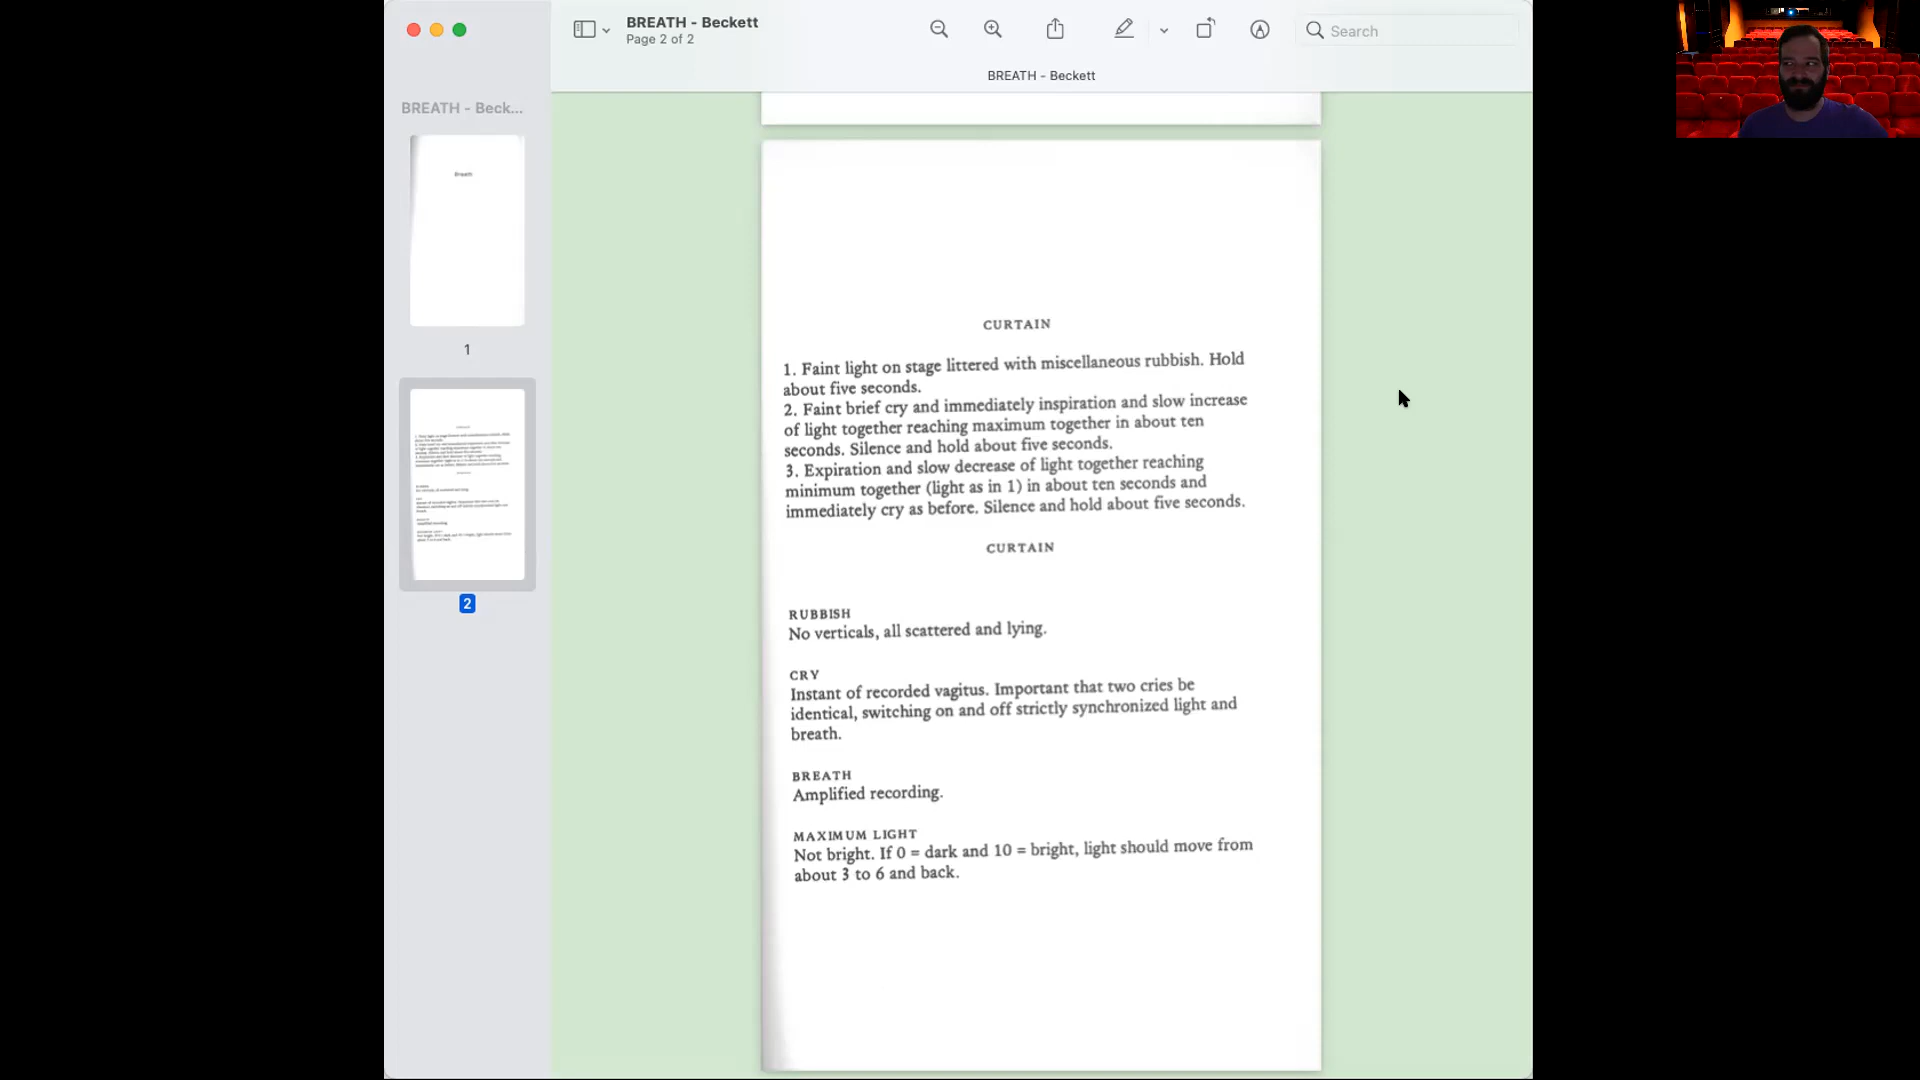 BREATH - Beckett
Page 2 of 2
Search
BREATH - Beckett
BREATH - Beck...
Breath
1
2
CURTAIN
1. Faint light on stage littered with miscellaneous rubbish. Hold
about five seconds.
2. Faint brief cry and immediately inspiration and slow increase
of light together reaching maximum together in about ten
seconds. Silence and hold about five seconds.
3. Expiration and slow decrease of light together reaching
minimum together (light as in 1) in about ten seconds and
immediately cry as before. Silence and hold about five seconds.
CURTAIN
RUBBISH
No verticals, all scattered and lying.
CRY
Instant of recorded vagitus. Important that two cries be
identical, switching on and off strictly synchronized light and
breath.
BREATH
Amplified recording.
MAXIMUM LIGHT
Not bright. If 0 = dark and 10 = bright, light should move from
about 3 to 6 and back.